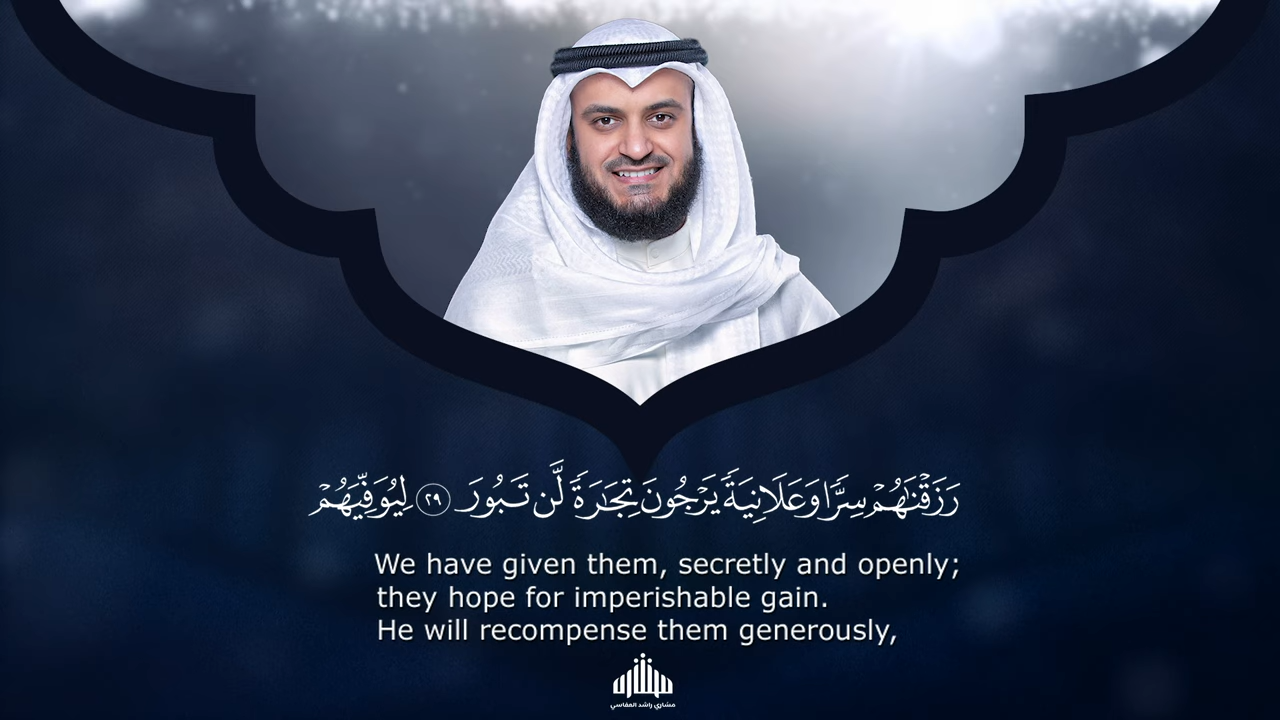 رَزَقْنَٰهُمْ سِرًّا وَعَلَانِيَةً يَرْجُونَ تِجَٰرَةً لَّن تَبُورَ ٢٩ لِيُوَفِّيَهُمْ
We have given them, secretly and openly;
they hope for imperishable gain.
He will recompense them generously,
مشاري راشد العفاسي